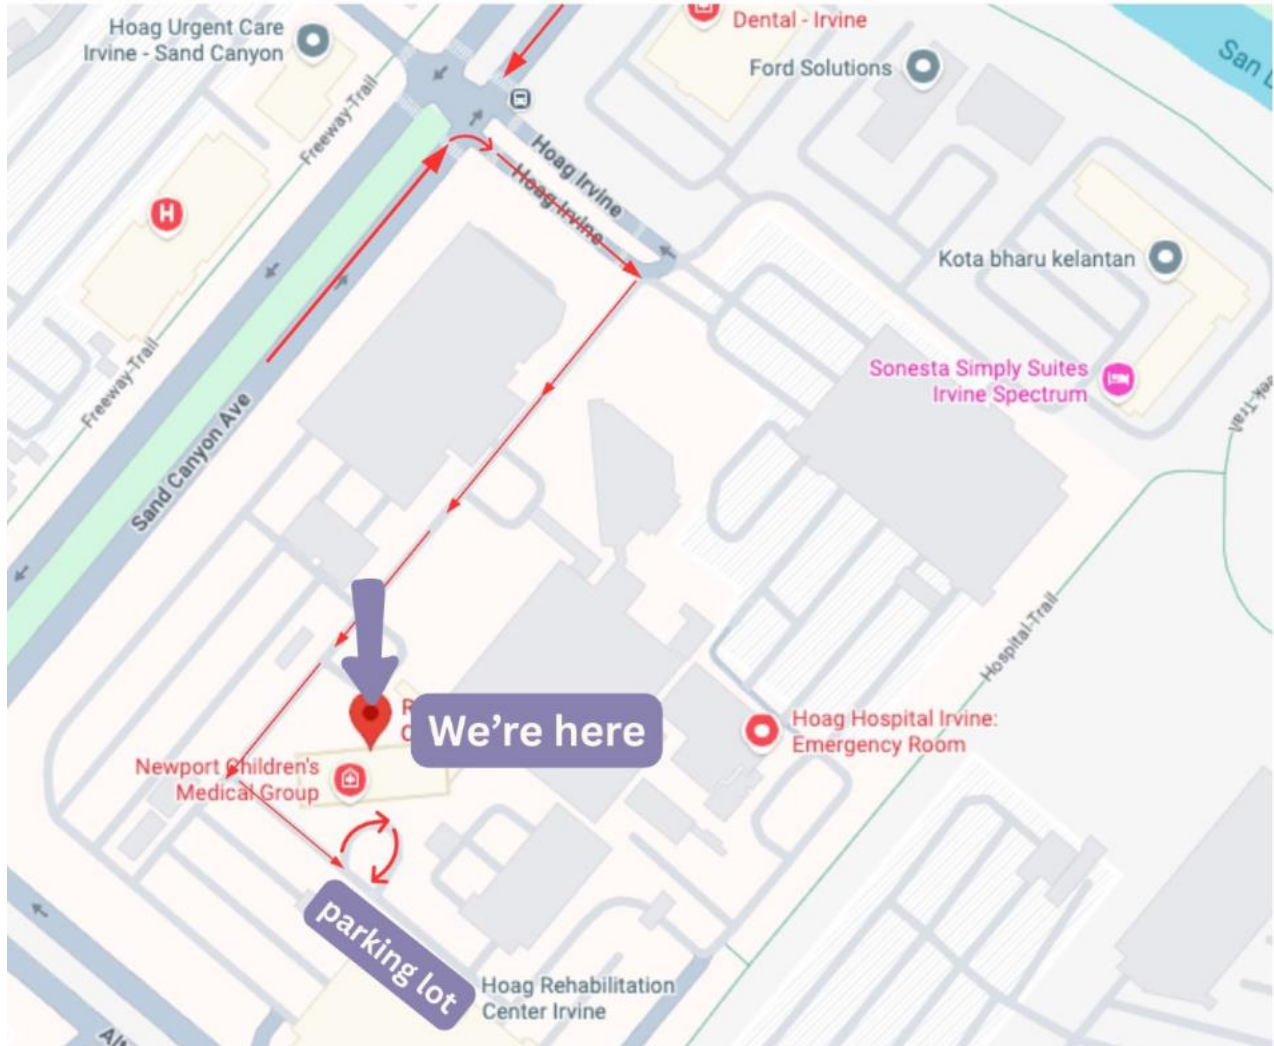 Hoag Urgent Care
Irvine - Sand Canyon
Dental - Irvine
Ford Solutions
San
Freeway-Trail
Hoag Irvine
Hoag Irvine
H
Kota bharu kelantan
Sonesta Simply Suites
Irvine Spectrum
Freeway-Trail
Sand Canyon Ave
Hospital-Trail
We're here
Hoag Hospital Irvine:
Emergency Room
Newport Children's
Medical Group
parking lot
Hoag Rehabilitation
Center Irvine